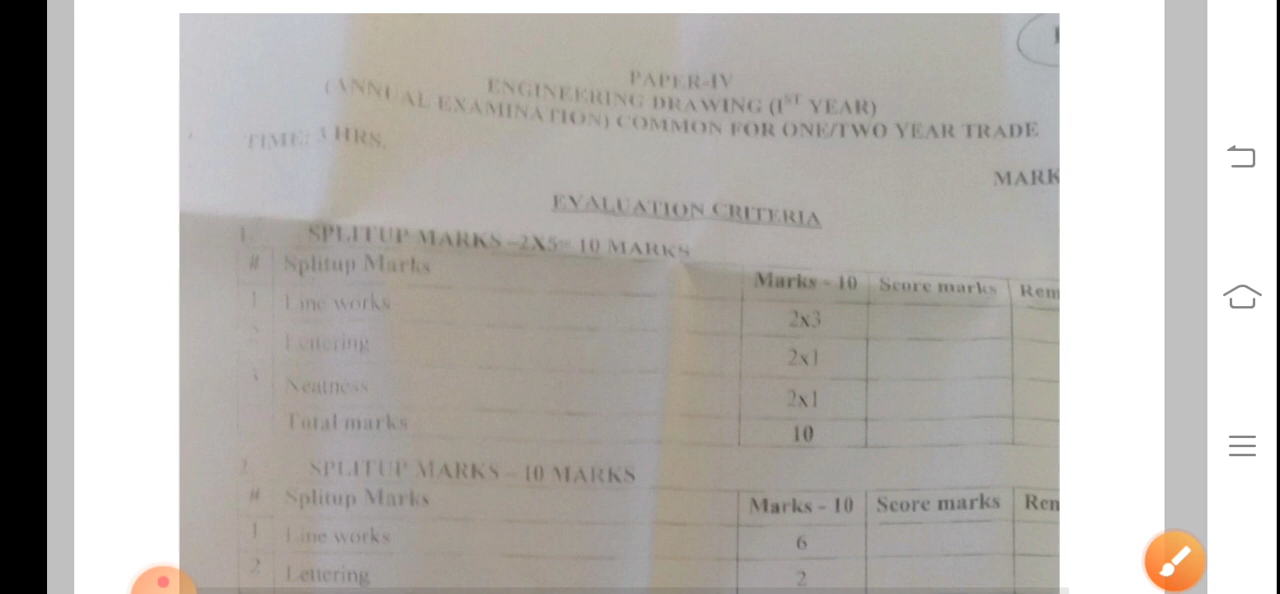 PAPER-IV
ENGINEERING DRAWING (1ST YEAR)
(ANNUAL EXAMINATION) COMMON FOR ONE/TWO YEAR TRADE
TIME: 3 HRS.
MARK
EVALUATION CRITERIA
1. SPLITUP MARKS –2X5= 10 MARKS
# Splitup Marks Marks - 10 Score marks Rem
1 Line works 2x3
2 Lettering 2x1
3 Neatness 2x1
Total marks 10
2. SPLITUP MARKS – 10 MARKS
# Splitup Marks Marks - 10 Score marks Ren
1 Line works 6
2 Lettering 2